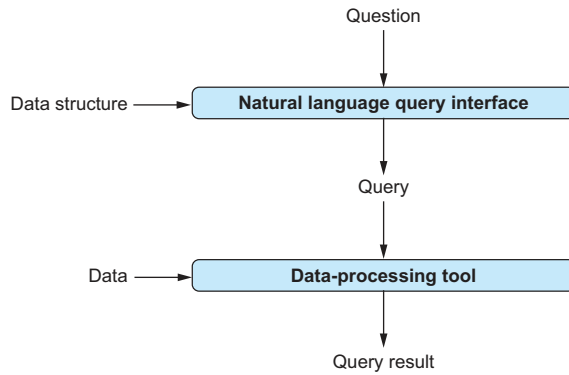 Question
Data structure
Natural language query interface
Query
Data
Data-processing tool
Query result